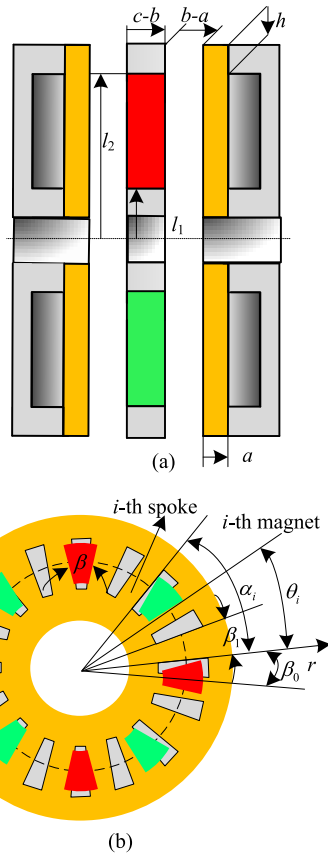 c-b
b-a
h
l2
l1
a
(a)
i-th spoke
i-th magnet
β
αi
θi
β1
β0
r
(b)